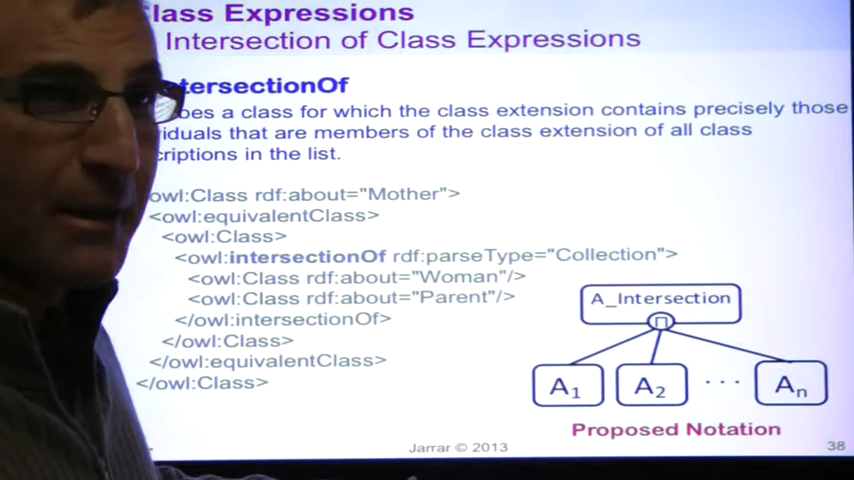 lass Expressions
Intersection of Class Expressions
tersectionOf
bes a class for which the class extension contains precisely those
viduals that are members of the class extension of all class
criptions in the list.
owl:Class rdf:about="Mother">
<owl:equivalentClass>
<owl:Class>
<owl:intersectionOf rdf:parseType="Collection">
<owl:Class rdf:about="Woman"/>
<owl:Class rdf:about="Parent"/>
</owl:intersectionOf>
</owl:Class>
</owl:equivalentClass>
</owl:Class>
A_Intersection
⊓
A₁ A₂ ··· Aₙ
Proposed Notation
Jarrar © 2013
38